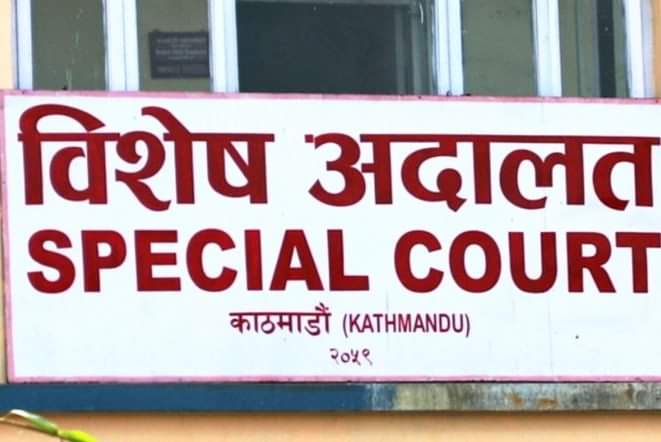 विशेष अदालत
SPECIAL COURT
काठमाडौं (KATHMANDU)
२०५९